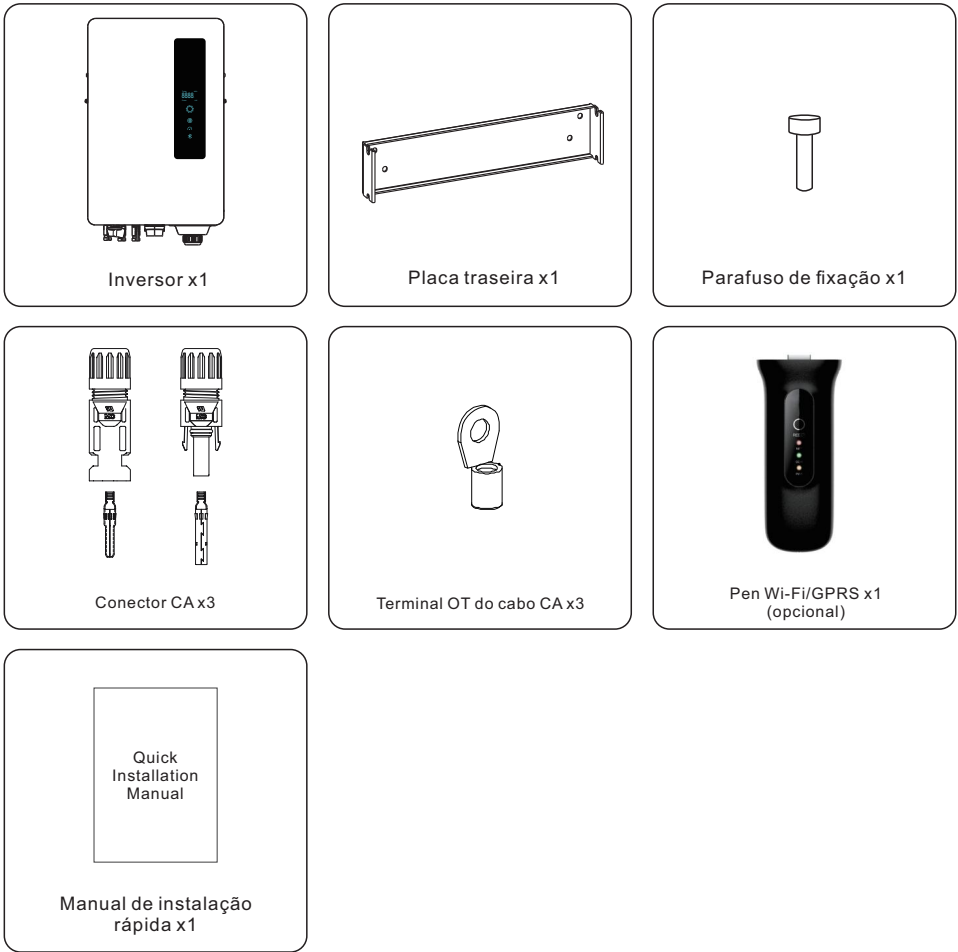 Inversor x1
Placa traseira x1
Parafuso de fixação x1
Conector CA x3
Terminal OT do cabo CA x3
Pen Wi-Fi/GPRS x1
(opcional)
Quick
Installation
Manual
Manual de instalação
rápida x1